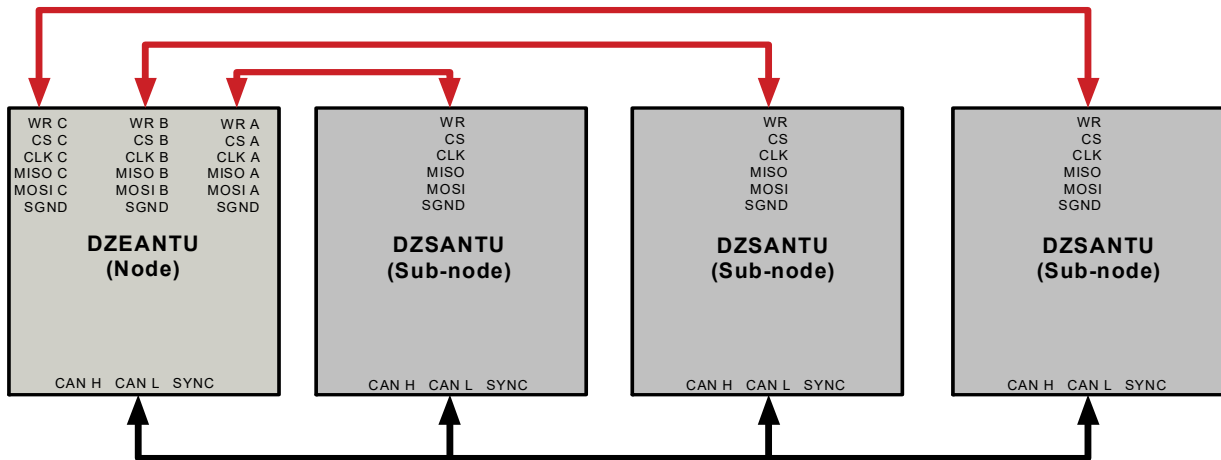 WR C WR B WR A
CS C CS B CS A
CLK C CLK B CLK A
MISO C MISO B MISO A
MOSI C MOSI B MOSI A
SGND SGND SGND
DZEANTU
(Node)
CAN H CAN L SYNC
WR
CS
CLK
MISO
MOSI
SGND
DZSANTU
(Sub-node)
CAN H CAN L SYNC
WR
CS
CLK
MISO
MOSI
SGND
DZSANTU
(Sub-node)
CAN H CAN L SYNC
WR
CS
CLK
MISO
MOSI
SGND
DZSANTU
(Sub-node)
CAN H CAN L SYNC